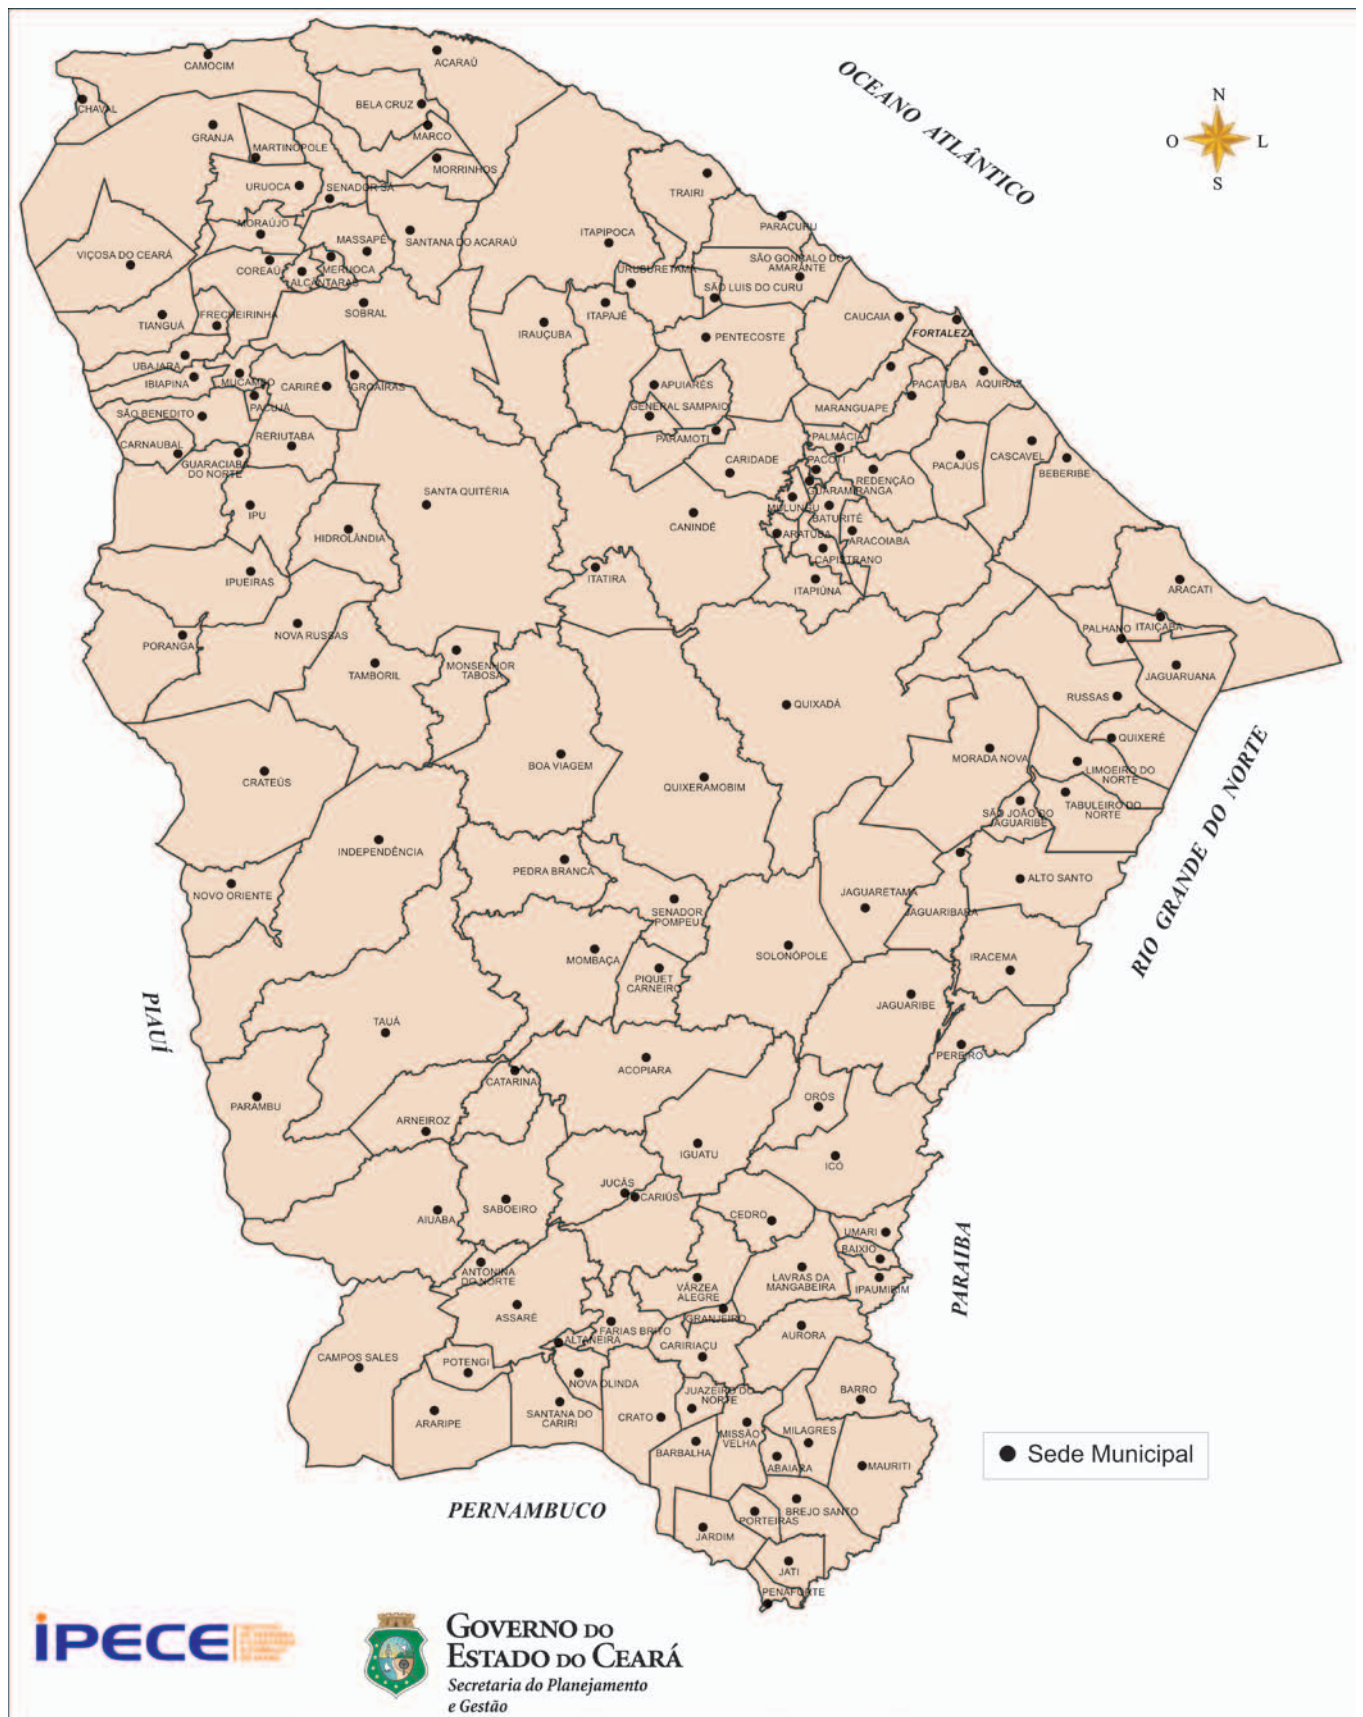 CAMOCIM
ACARAÚ
OCEANO ATLÂNTICO
N
O
L
S
CHAVAL
BELA CRUZ
GRANJA
MARCO
MARTINÓPOLE
MORRINHOS
URUOCA
SENADOR SÁ
TRAIRI
MORAÚJO
PARACURU
MASSAPÊ
SANTANA DO ACARAÚ
ITAPIPOCA
VIÇOSA DO CEARÁ
COREAÚ
MERUOCA
ALCÂNTARAS
URUBURETAMA
SÃO GONÇALO DO
AMARANTE
SÃO LUIS DO CURU
TIANGUÁ
FRECHEIRINHA
SOBRAL
IRAUÇUBA
ITAPAJÉ
CAUCAIA
FORTALEZA
PENTECOSTE
UBAJARA
IBIAPINA
MUCAMBO
CARIRÉ
GROAÍRAS
APUIARÉS
PACATUBA
AQUIRAZ
PACUJÁ
MARANGUAPE
SÃO BENEDITO
GENERAL SAMPAIO
PARAMOTI
PALMÁCIA
CARNAUBAL
RERIUTABA
GUARACIABA
DO NORTE
CARIDADE
PACOTI
PACAJÚS
CASCAVEL
BEBERIBE
REDENÇÃO
GUARAMIRANGA
SANTA QUITÉRIA
MULUNGU
IPU
CANINDÉ
BATURITÉ
HIDROLÂNDIA
ARATUBA
ARACOIABA
CAPISTRANO
IPUEIRAS
ITATIRA
ITAPIÚNA
ARACATI
PORANGA
NOVA RUSSAS
ITAIÇABA
PALHANO
MONSENHOR
TABOSA
TAMBORIL
JAGUARUANA
QUIXADÁ
RUSSAS
QUIXERÉ
CRATEÚS
BOA VIAGEM
QUIXERAMOBIM
MORADA NOVA
LIMOEIRO DO
NORTE
TABULEIRO DO
NORTE
SÃO JOÃO DO
JAGUARIBE
RIO GRANDE DO NORTE
INDEPENDÊNCIA
PEDRA BRANCA
NOVO ORIENTE
ALTO SANTO
JAGUARETAMA
SENADOR
POMPEU
JAGUARIBARA
MOMBAÇA
SOLONÓPOLE
IRACEMA
PIQUET
CARNEIRO
JAGUARIBE
PIAUÍ
TAUÁ
PEREIRO
ACOPIARA
CATARINA
PARAMBU
ORÓS
ARNEIROZ
IGUATU
ICÓ
JUCÁS
CARIÚS
AIUABA
SABOEIRO
CEDRO
UMARI
BAIXIO
PARAIBA
ANTONINA
DO NORTE
LAVRAS DA
MANGABEIRA
IPAUMIRIM
VÁRZEA
ALEGRE
ASSARÉ
GRANJEIRO
FARIAS BRITO
AURORA
ALTANEIRA
CARIRIAÇU
CAMPOS SALES
POTENGI
NOVA OLINDA
JUAZEIRO DO
NORTE
BARRO
ARARIPE
SANTANA DO
CARIRI
CRATO
MISSÃO
VELHA
MILAGRES
BARBALHA
ABAIARA
MAURITI
Sede Municipal
PERNAMBUCO
BREJO SANTO
PORTEIRAS
JARDIM
JATI
PENAFORTE
IPECE
GOVERNO DO
ESTADO DO CEARÁ
Secretaria do Planejamento
e Gestão